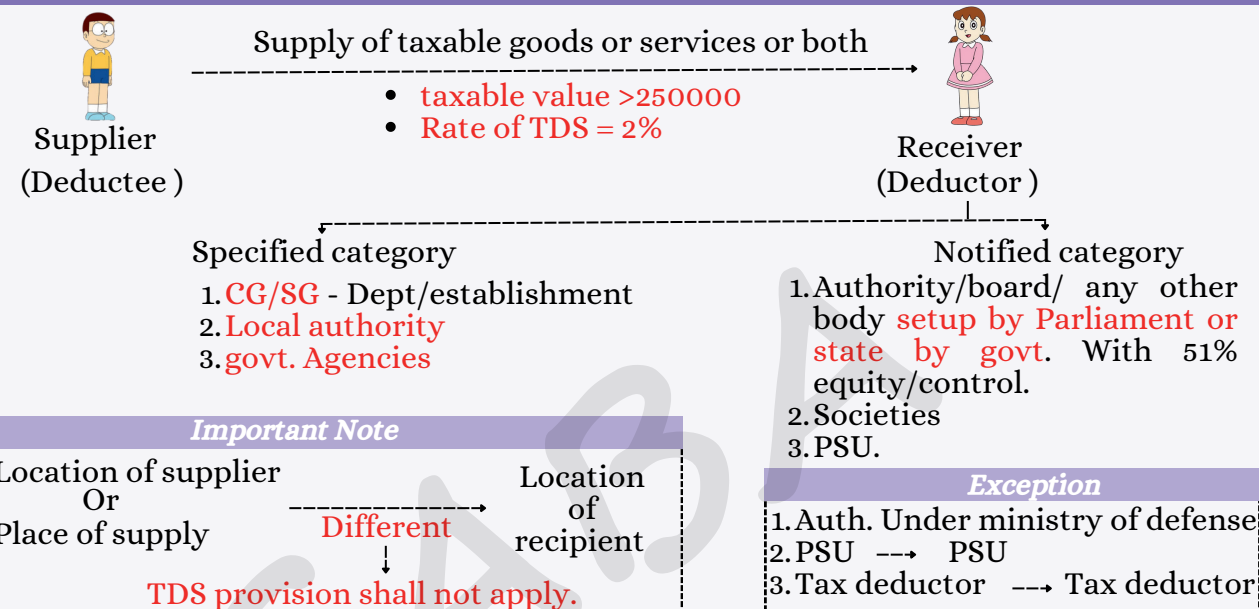 Supply of taxable goods or services or both
• taxable value >250000
• Rate of TDS = 2%
Supplier
(Deductee )
Receiver
(Deductor )
Specified category
1. CG/SG - Dept/establishment
2. Local authority
3. govt. Agencies
Notified category
1. Authority/board/ any other
body setup by Parliament or
state by govt. With 51%
equity/control.
2. Societies
3. PSU.
Important Note
Location of supplier
Or
Place of supply
Different
Location
of
recipient
TDS provision shall not apply.
Exception
1. Auth. Under ministry of defense
2. PSU --→ PSU
3. Tax deductor --→ Tax deductor